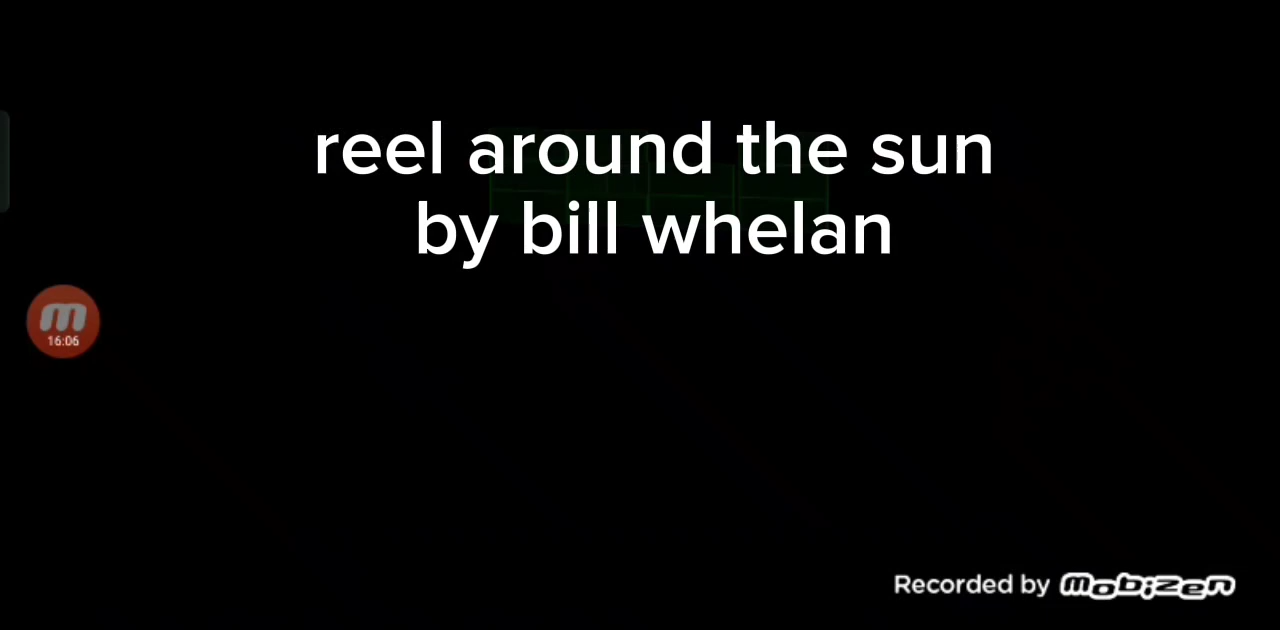 reel around the sun
by bill whelan
m
16:06
Recorded by mobizen